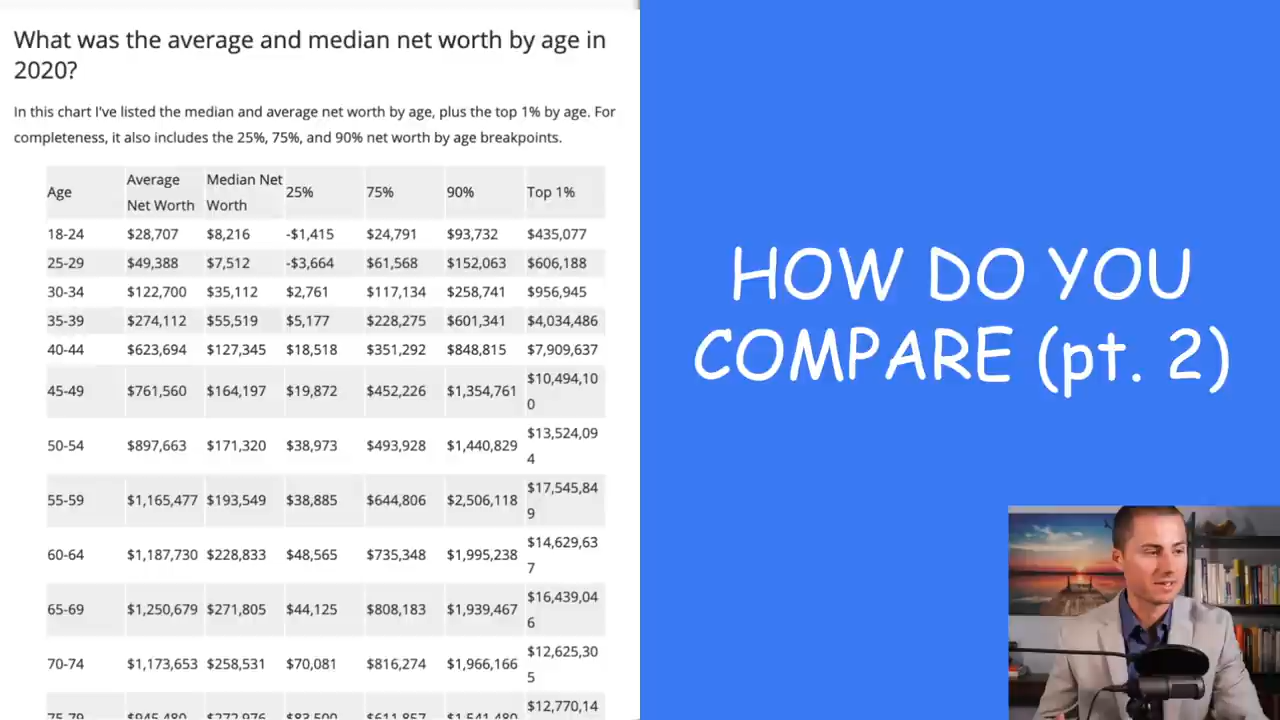 What was the average and median net worth by age in
2020?
In this chart I've listed the median and average net worth by age, plus the top 1% by age. For
completeness, it also includes the 25%, 75%, and 90% net worth by age breakpoints.
Age Average Net Worth Median Net Worth 25% 75% 90% Top 1%
18-24 $28,707 $8,216 -$1,415 $24,791 $93,732 $435,077
25-29 $49,388 $7,512 -$3,664 $61,568 $152,063 $606,188
30-34 $122,700 $35,112 $2,761 $117,134 $258,741 $956,945
35-39 $274,112 $55,519 $5,177 $228,275 $601,341 $4,034,486
40-44 $623,694 $127,345 $18,518 $351,292 $848,815 $7,909,637
45-49 $761,560 $164,197 $19,872 $452,226 $1,354,761 $10,494,100
50-54 $897,663 $171,320 $38,973 $493,928 $1,440,829 $13,524,094
55-59 $1,165,477 $193,549 $38,885 $644,806 $2,506,118 $17,545,849
60-64 $1,187,730 $228,833 $48,565 $735,348 $1,995,238 $14,629,637
65-69 $1,250,679 $271,805 $44,125 $808,183 $1,939,467 $16,439,046
70-74 $1,173,653 $258,531 $70,081 $816,274 $1,966,166 $12,625,305
$12,770,14
HOW DO YOU
COMPARE (pt. 2)